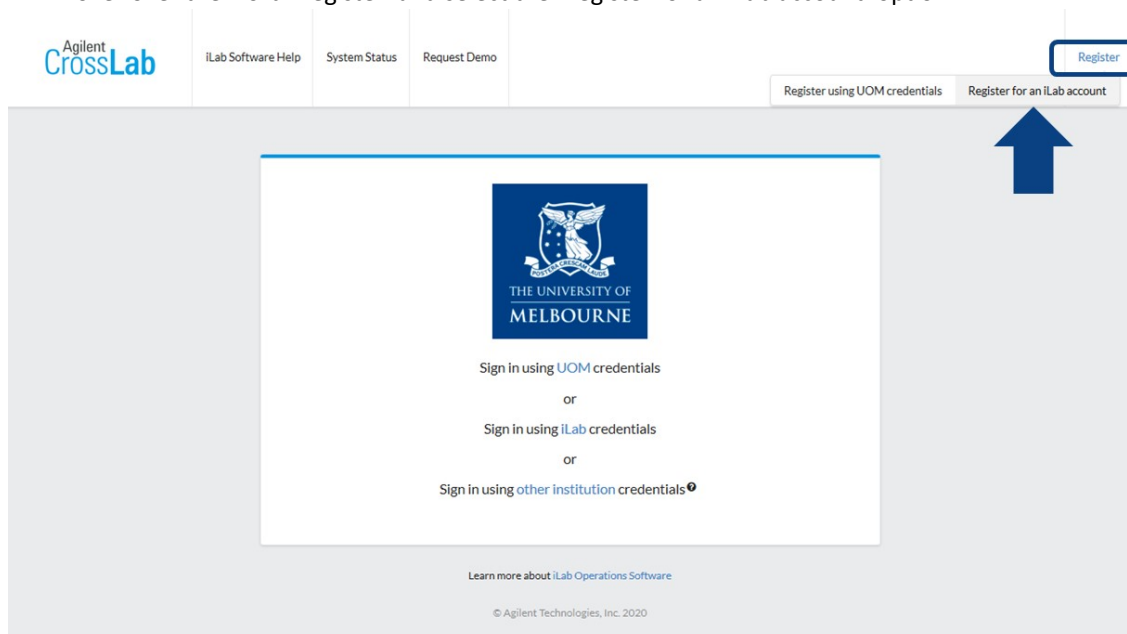 Agilent
CrossLab
iLab Software Help
System Status
Request Demo
Register
Register using UOM credentials
Register for an iLab account
POSTERA CRESCAM LAUDE
THE UNIVERSITY OF
MELBOURNE
Sign in using UOM credentials
or
Sign in using iLab credentials
or
Sign in using other institution credentials
Learn more about iLab Operations Software
© Agilent Technologies, Inc. 2020